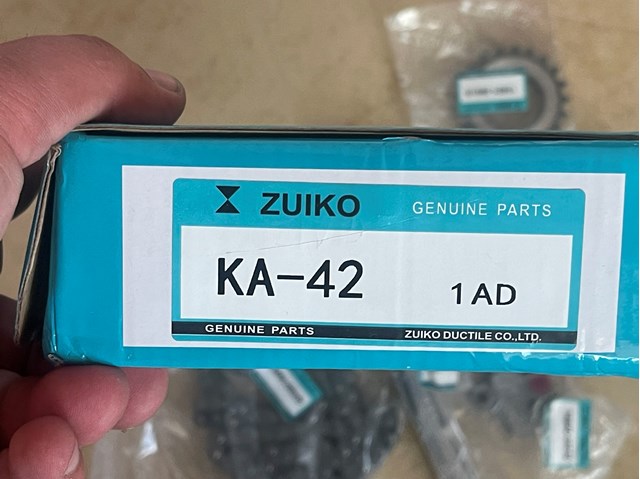 ZUIKO GENUINE PARTS
KA-42 1AD
GENUINE PARTS ZUIKO DUCTILE CO.,LTD.